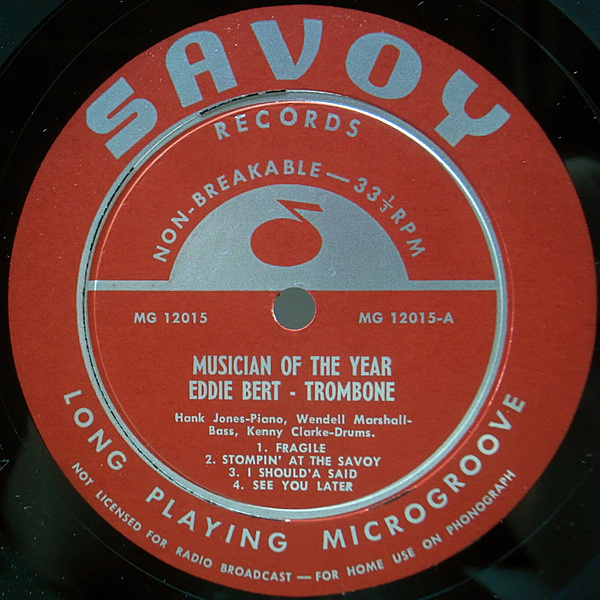 SAVOY
RECORDS
NON-BREAKABLE—33⅓RPM
MG 12015
MG 12015-A
MUSICIAN OF THE YEAR
EDDIE BERT - TROMBONE
Hank Jones-Piano, Wendell Marshall-
Bass, Kenny Clarke-Drums.
1. FRAGILE
2. STOMPIN' AT THE SAVOY
3. I SHOULD'A SAID
4. SEE YOU LATER
LONG PLAYING MICROGROOVE
NOT LICENSED FOR RADIO BROADCAST—FOR HOME USE ON PHONOGRAPH